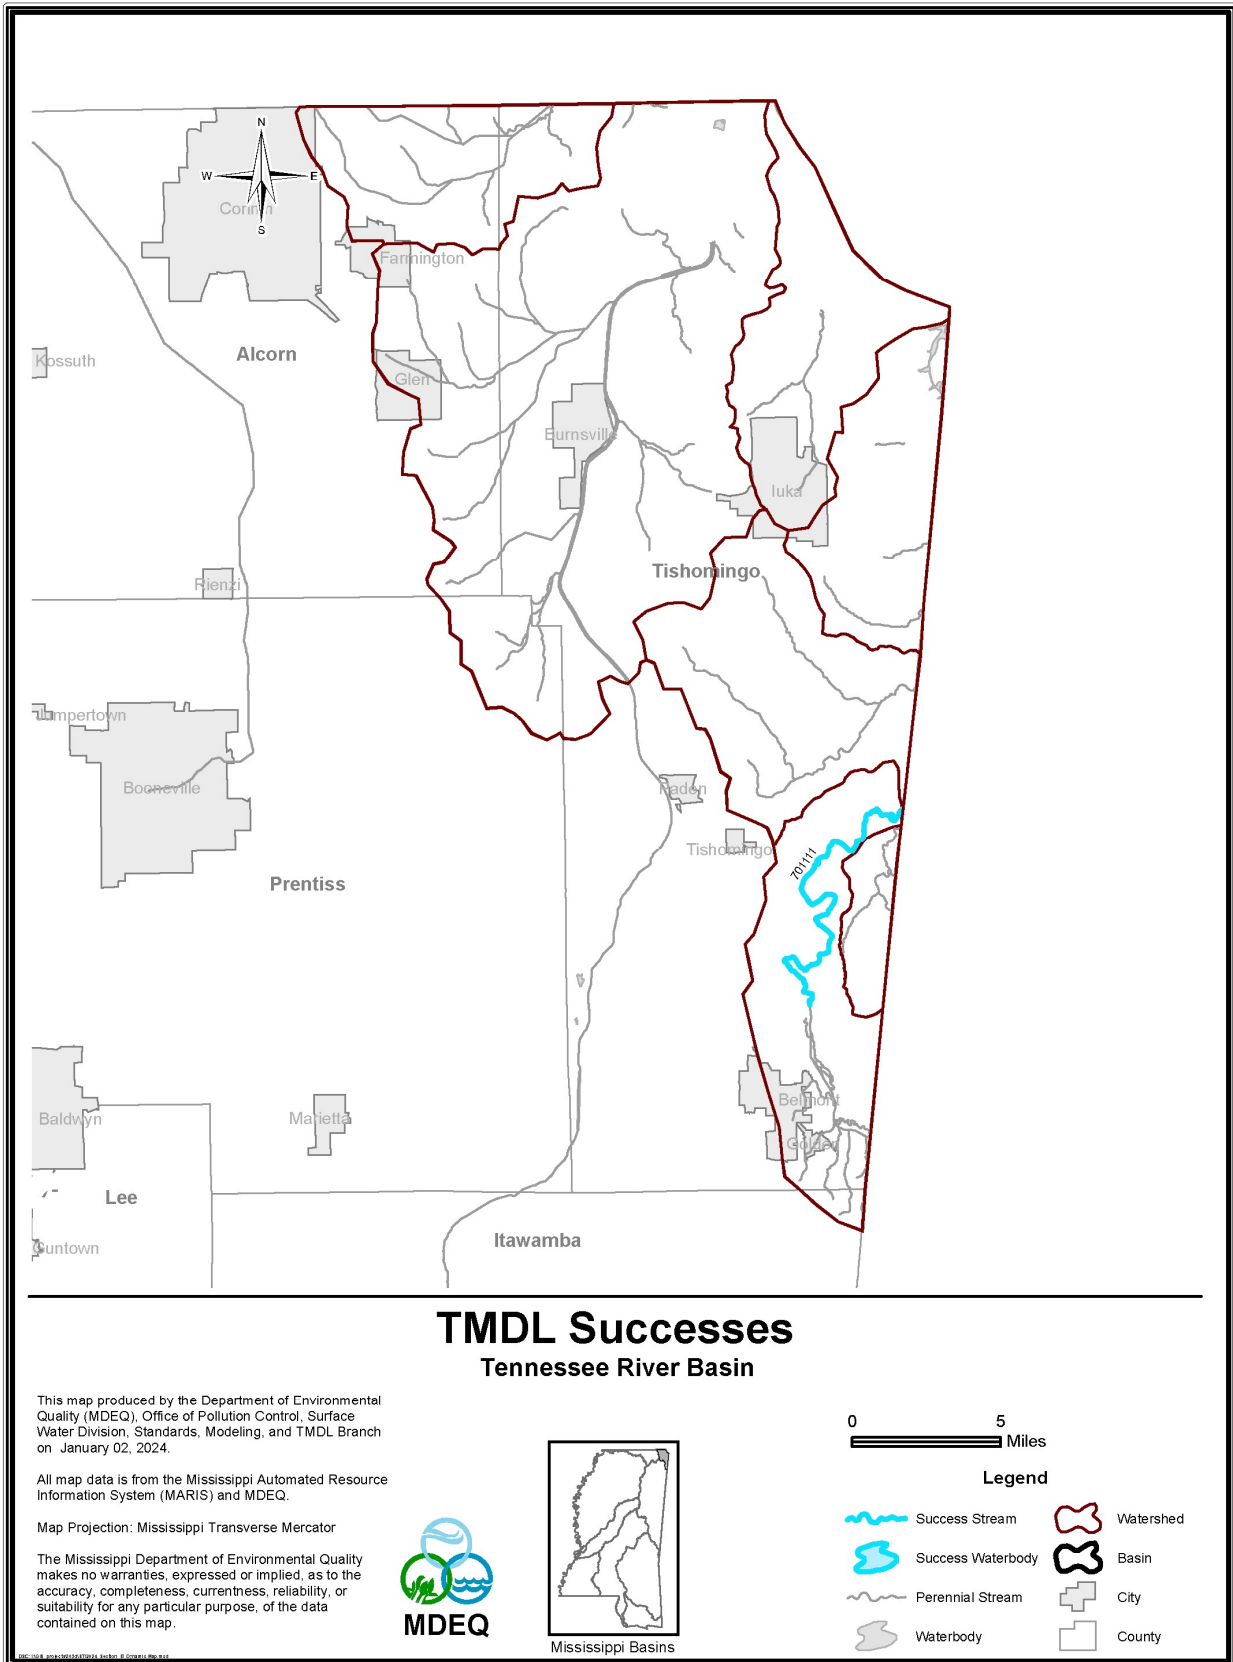 N
W
E
S
Corinth
Farmington
Kossuth
Alcorn
Glen
Burnsville
Iuka
Tishomingo
Rienzi
Jumpertown
Booneville
Paden
Tishomingo
701111
Prentiss
Baldwyn
Marietta
Belmont
Golden
Lee
Guntown
Itawamba
TMDL Successes
Tennessee River Basin
This map produced by the Department of Environmental
Quality (MDEQ), Office of Pollution Control, Surface
Water Division, Standards, Modeling, and TMDL Branch
on January 02, 2024.
All map data is from the Mississippi Automated Resource
Information System (MARIS) and MDEQ.
Map Projection: Mississippi Transverse Mercator
The Mississippi Department of Environmental Quality
makes no warranties, expressed or implied, as to the
accuracy, completeness, currentness, reliability, or
suitability for any particular purpose, of the data
contained on this map.
MDEQ
Mississippi Basins
0 5
Miles
Legend
Success Stream
Watershed
Success Waterbody
Basin
Perennial Stream
City
Waterbody
County